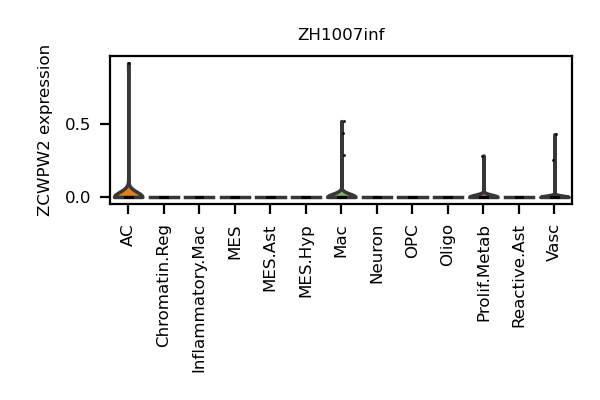 ZH1007inf
ZCWPW2 expression
0.5
0.0
AC
Chromatin.Reg
Inflammatory.Mac
MES
MES.Ast
MES.Hyp
Mac
Neuron
OPC
Oligo
Prolif.Metab
Reactive.Ast
Vasc